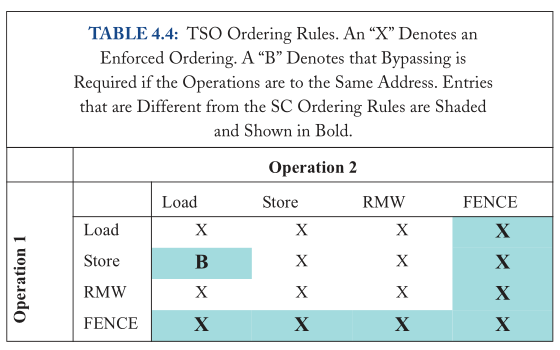 TABLE 4.4: TSO Ordering Rules. An “X” Denotes an
Enforced Ordering. A “B” Denotes that Bypassing is
Required if the Operations are to the Same Address. Entries
that are Different from the SC Ordering Rules are Shaded
and Shown in Bold.
Operation 2
Load Store RMW FENCE
Operation 1
Load X X X X
Store B X X X
RMW X X X X
FENCE X X X X